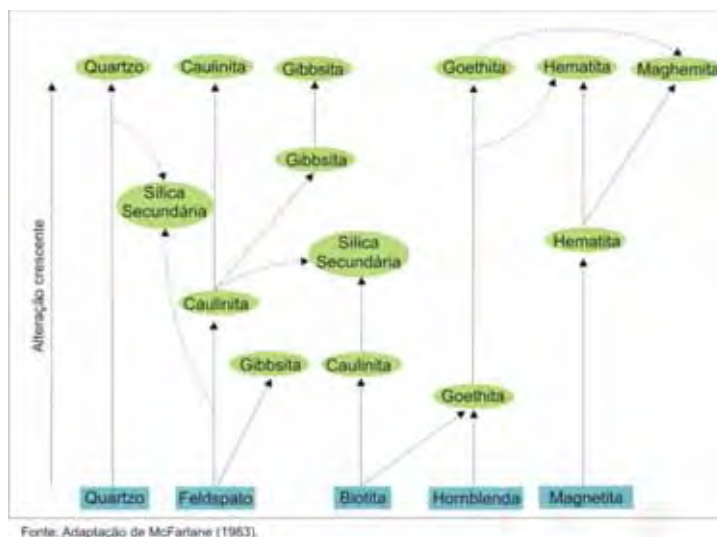 Quartzo
Caulinita
Gibbsita
Goethita
Hematita
Maghemita
Gibbsita
Sílica
Secundária
Sílica
Secundária
Hematita
Caulinita
Gibbsita
Caulinita
Goethita
Alteração crescente
Quartzo
Feldspato
Biotita
Hornblenda
Magnetita
Fonte: Adaptação de McFarlane (1983).